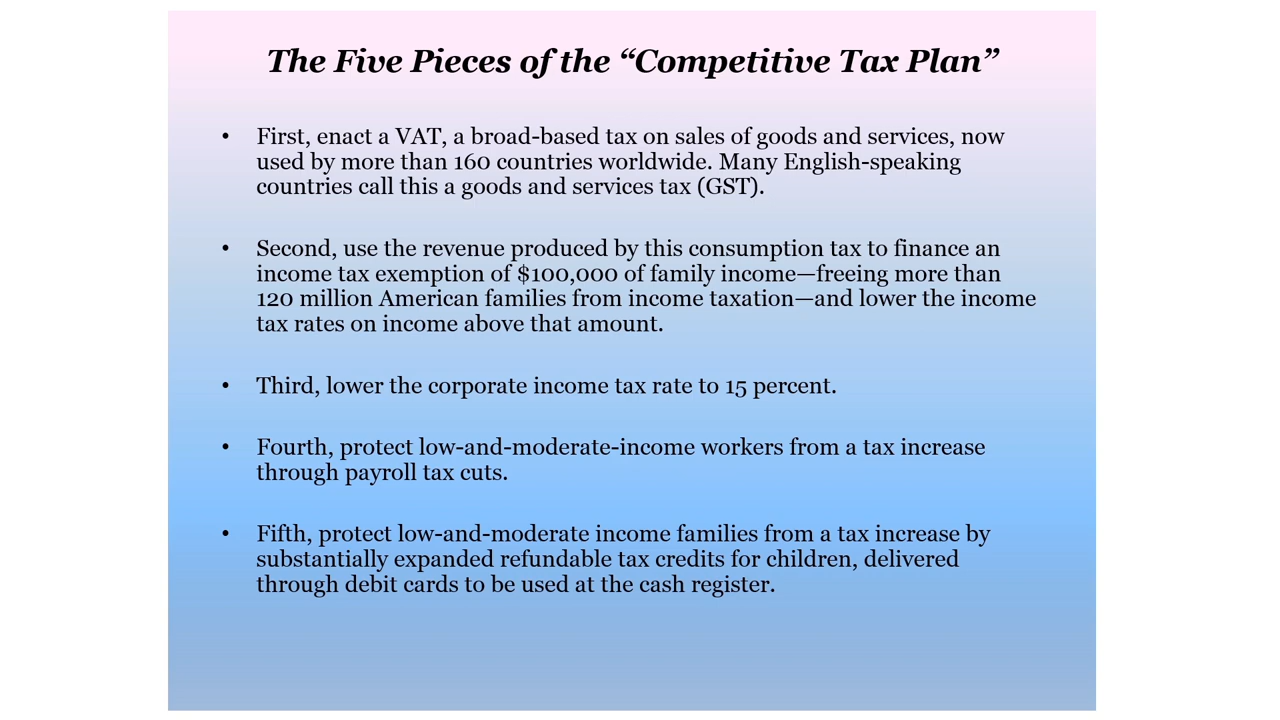 The Five Pieces of the “Competitive Tax Plan”
• First, enact a VAT, a broad-based tax on sales of goods and services, now
used by more than 160 countries worldwide. Many English-speaking
countries call this a goods and services tax (GST).
• Second, use the revenue produced by this consumption tax to finance an
income tax exemption of $100,000 of family income—freeing more than
120 million American families from income taxation—and lower the income
tax rates on income above that amount.
• Third, lower the corporate income tax rate to 15 percent.
• Fourth, protect low-and-moderate-income workers from a tax increase
through payroll tax cuts.
• Fifth, protect low-and-moderate income families from a tax increase by
substantially expanded refundable tax credits for children, delivered
through debit cards to be used at the cash register.